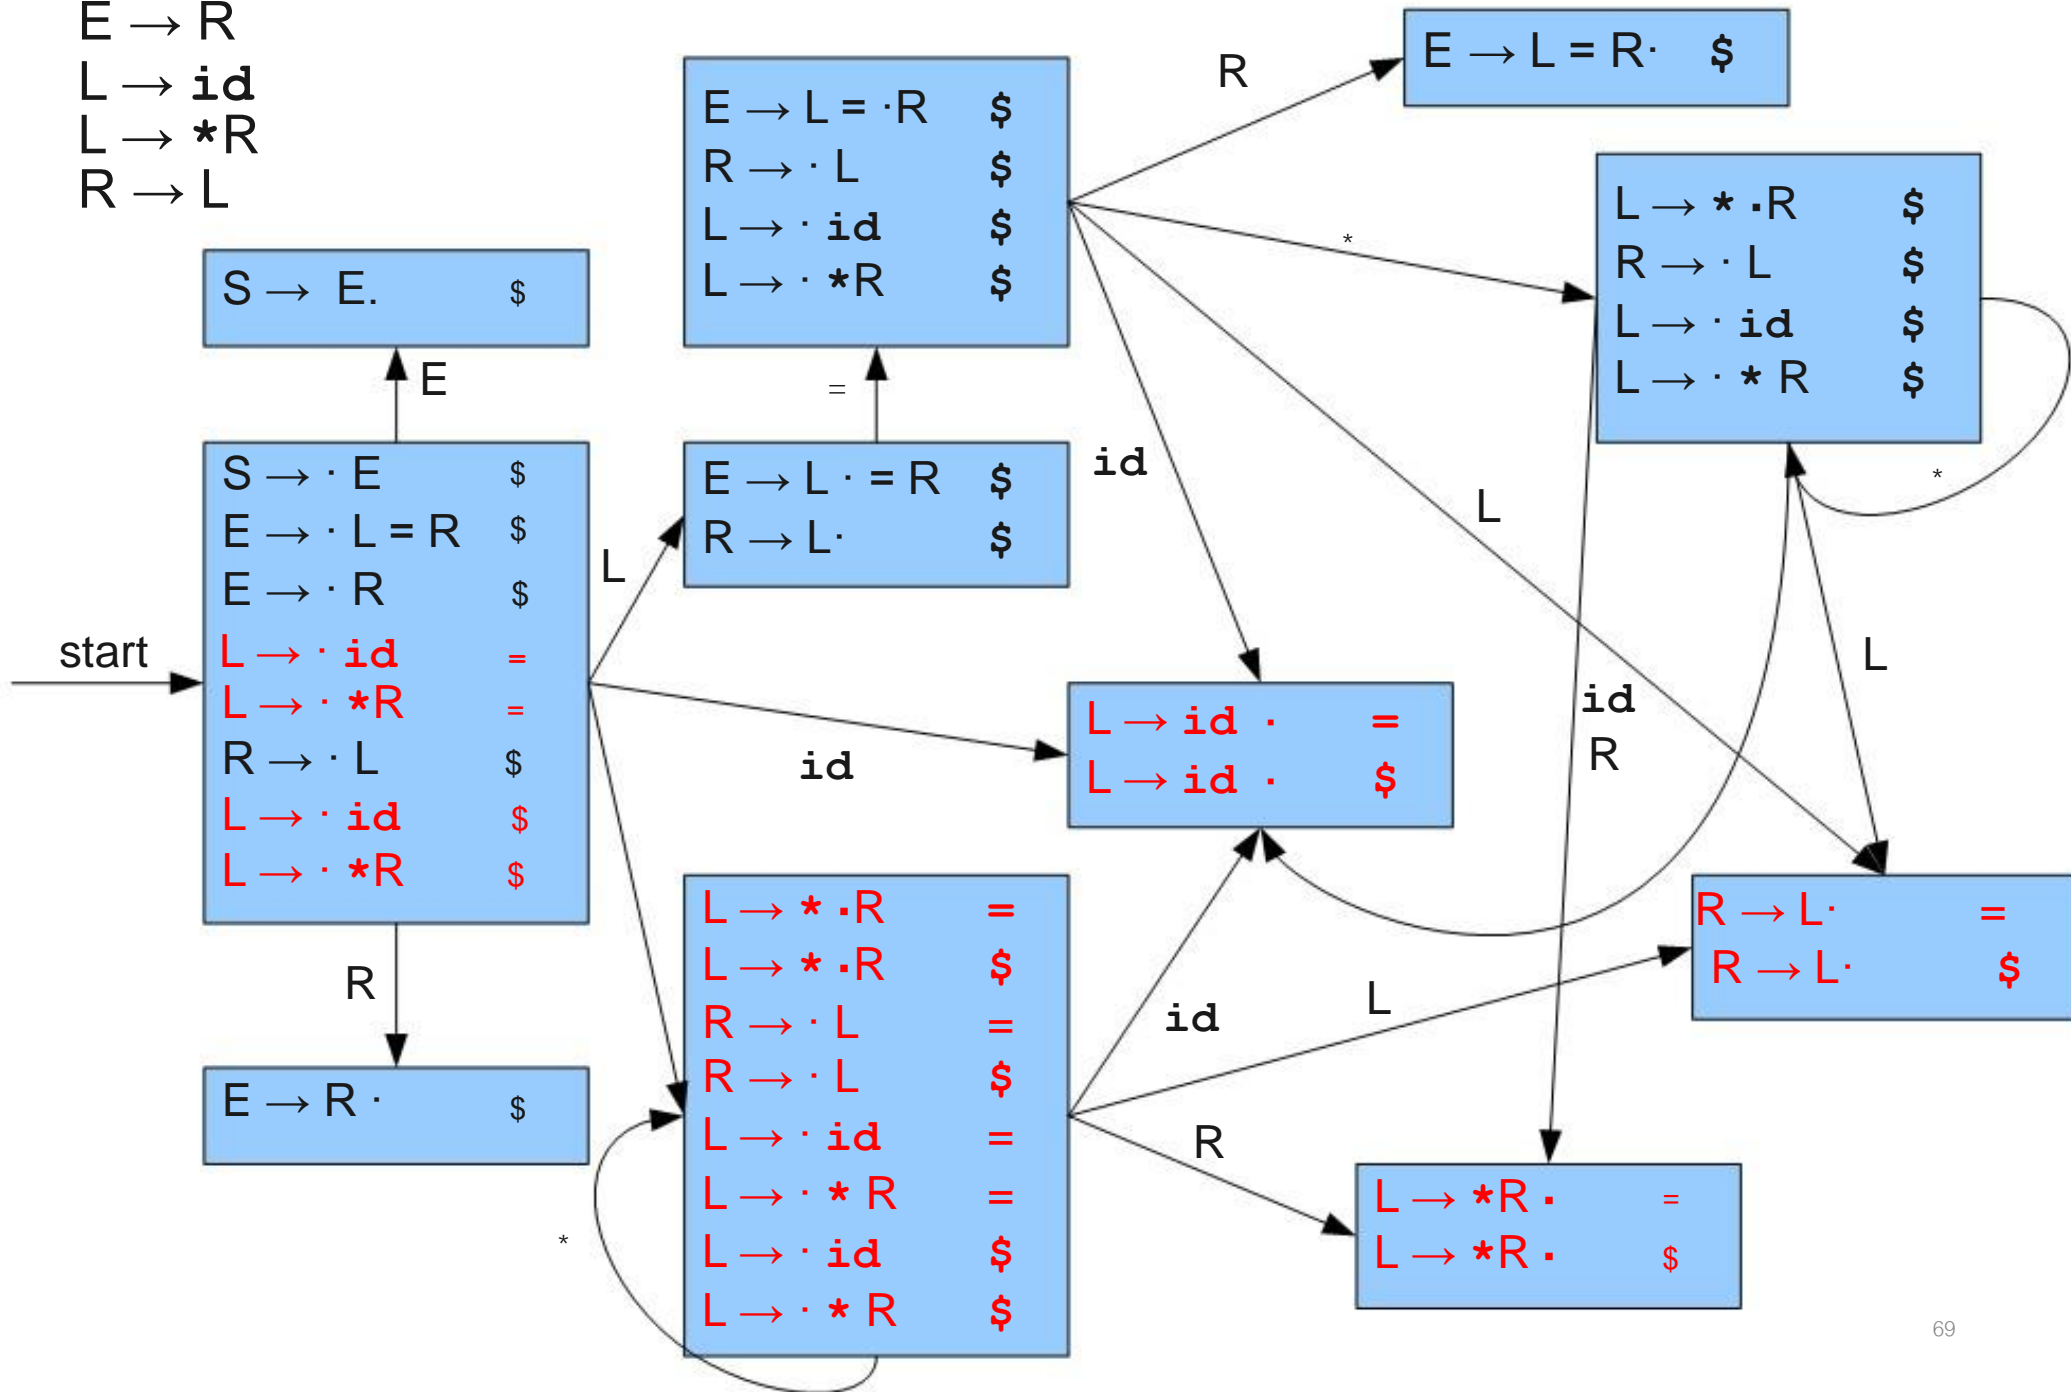 E → R
L → id
L → *R
R → L
S → E. $
E
S → · E $
E → · L = R $
E → · R $
L → · id =
L → · *R =
R → · L $
L → · id $
L → · *R $
start
R
E → R · $
E → L = ·R $
R → · L $
L → · id $
L → · *R $
=
E → L · = R $
R → L· $
L
id
L → * ·R =
L → * ·R $
R → · L =
R → · L $
L → · id =
L → · * R =
L → · id $
L → · * R $
*
R
E → L = R· $
*
L → * ·R $
R → · L $
L → · id $
L → · * R $
*
id
L
L
id
R
L → id · =
L → id · $
id
L
R
R → L· =
R → L· $
L → *R · =
L → *R · $
69